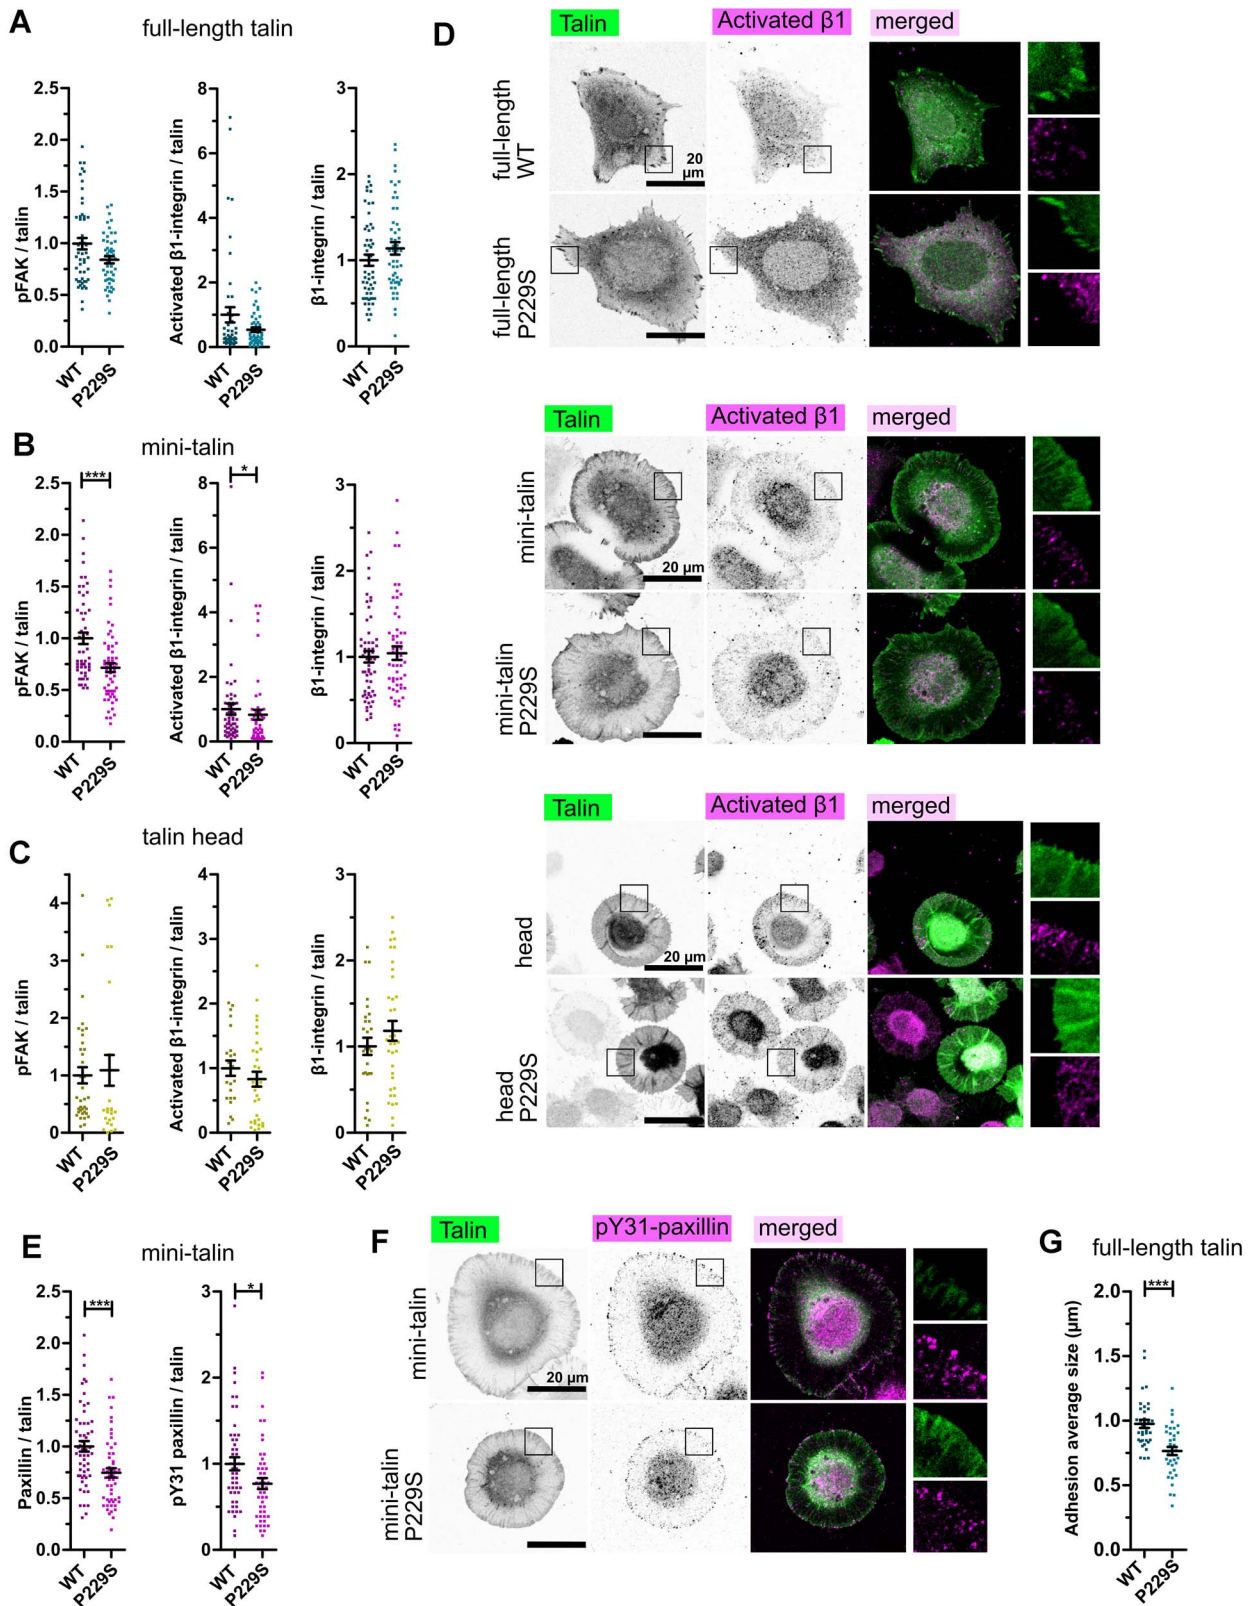 A
full-length talin
2.5
2.0
1.5
1.0
0.5
0.0
pFAK / talin
WT
P229S
8
6
4
2
0
Activated β1-integrin / talin
WT
P229S
3
2
1
0
β1-integrin / talin
WT
P229S
B
mini-talin
***
2.5
2.0
1.5
1.0
0.5
0.0
pFAK / talin
WT
P229S
*
8
6
4
2
0
Activated β1-integrin / talin
WT
P229S
3
2
1
0
β1-integrin / talin
WT
P229S
C
talin head
4
3
2
1
0
pFAK / talin
WT
P229S
4
3
2
1
0
Activated β1-integrin / talin
WT
P229S
3
2
1
0
β1-integrin / talin
WT
P229S
D
Talin
Activated β1
merged
full-length
WT
20
µm
full-length
P229S
Talin
Activated β1
merged
mini-talin
20 µm
mini-talin
P229S
Talin
Activated β1
merged
head
20 µm
head
P229S
E
mini-talin
***
2.5
2.0
1.5
1.0
0.5
0.0
Paxillin / talin
WT
P229S
*
3
2
1
0
pY31 paxillin / talin
WT
P229S
F
Talin
pY31-paxillin
merged
mini-talin
20 µm
mini-talin
P229S
G
full-length talin
***
2.0
1.5
1.0
0.5
0.0
Adhesion average size (µm)
WT
P229S